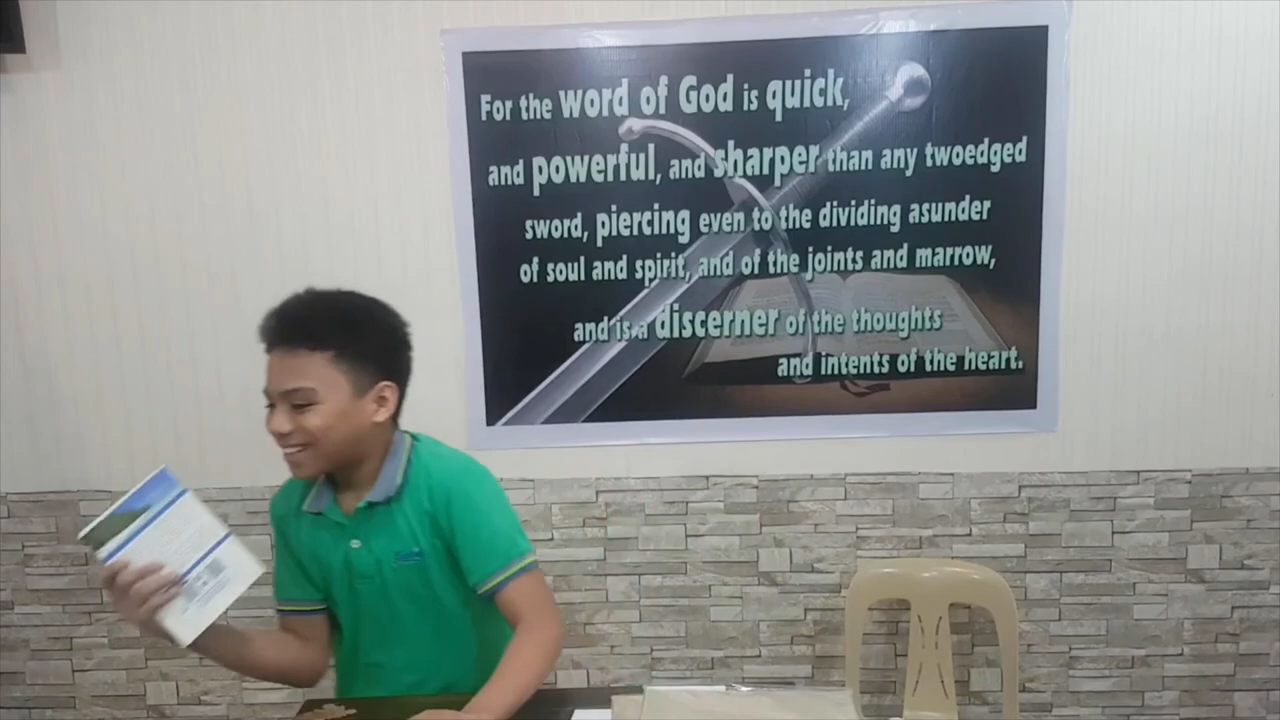 For the word of God is quick,
and powerful, and sharper than any twoedged
sword, piercing even to the dividing asunder
of soul and spirit, and of the joints and marrow,
and is a discerner of the thoughts
and intents of the heart.